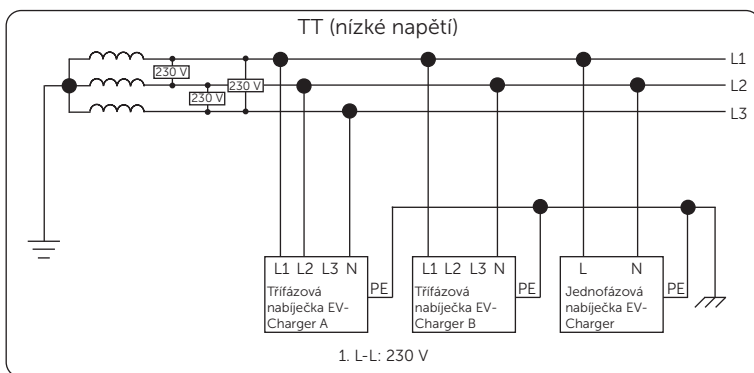 TT (nízké napětí)
L1
230 V
230 V
L2
230 V
L3
L1 L2 L3 N
PE
Třífázová
nabíječka EV-
Charger A
L1 L2 L3 N
PE
Třífázová
nabíječka EV-
Charger B
L N
PE
Jednofázová
nabíječka EV-
Charger
1. L-L: 230 V